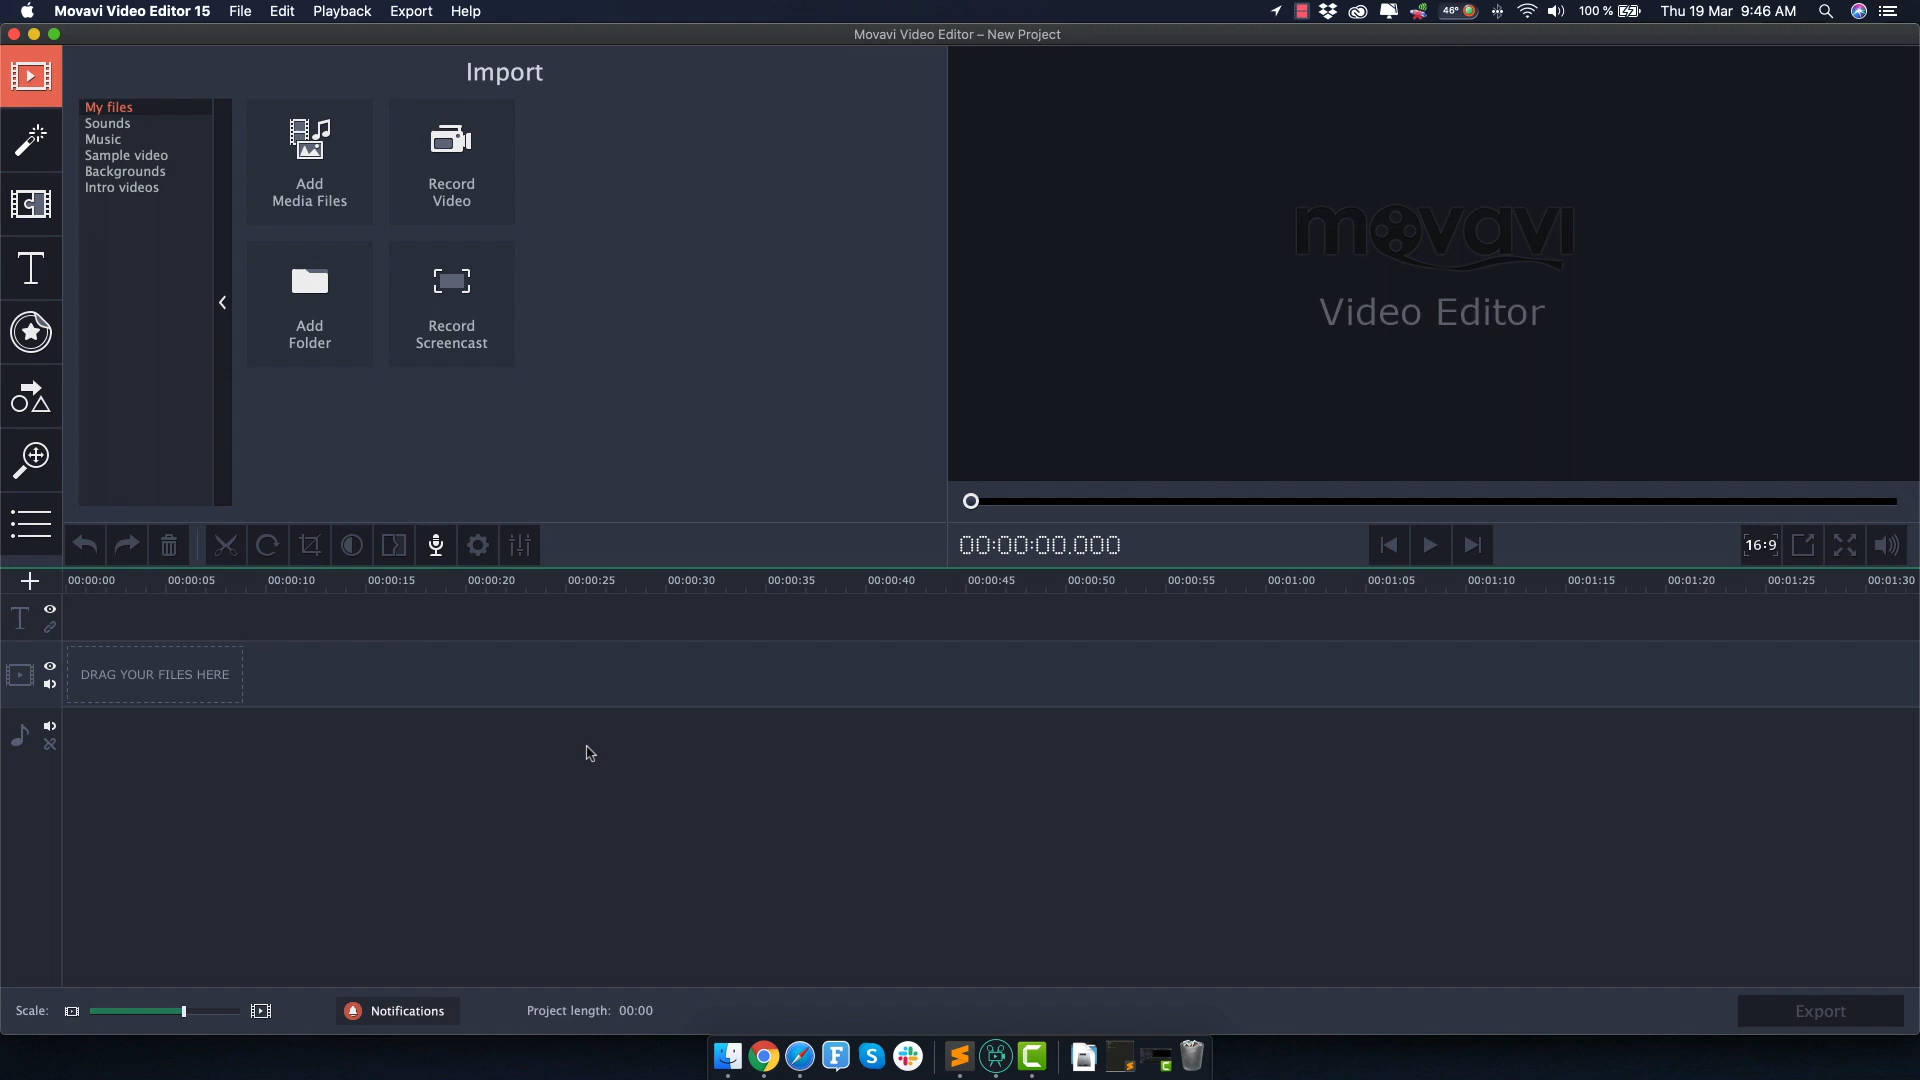 Movavi Video Editor 15 File Edit Playback Export Help 46° 100 % Thu 19 Mar 9:46 AM
Movavi Video Editor – New Project
Import
My files
Sounds
Music
Sample video
Backgrounds
Intro videos
Add
Media Files
Record
Video
Add
Folder
Record
Screencast
movavi
Video Editor
00:00:00.000
16:9
00:00:00 00:00:05 00:00:10 00:00:15 00:00:20 00:00:25 00:00:30 00:00:35 00:00:40 00:00:45 00:00:50 00:00:55 00:01:00 00:01:05 00:01:10 00:01:15 00:01:20 00:01:25 00:01:30
DRAG YOUR FILES HERE
Scale: Notifications Project length: 00:00 Export